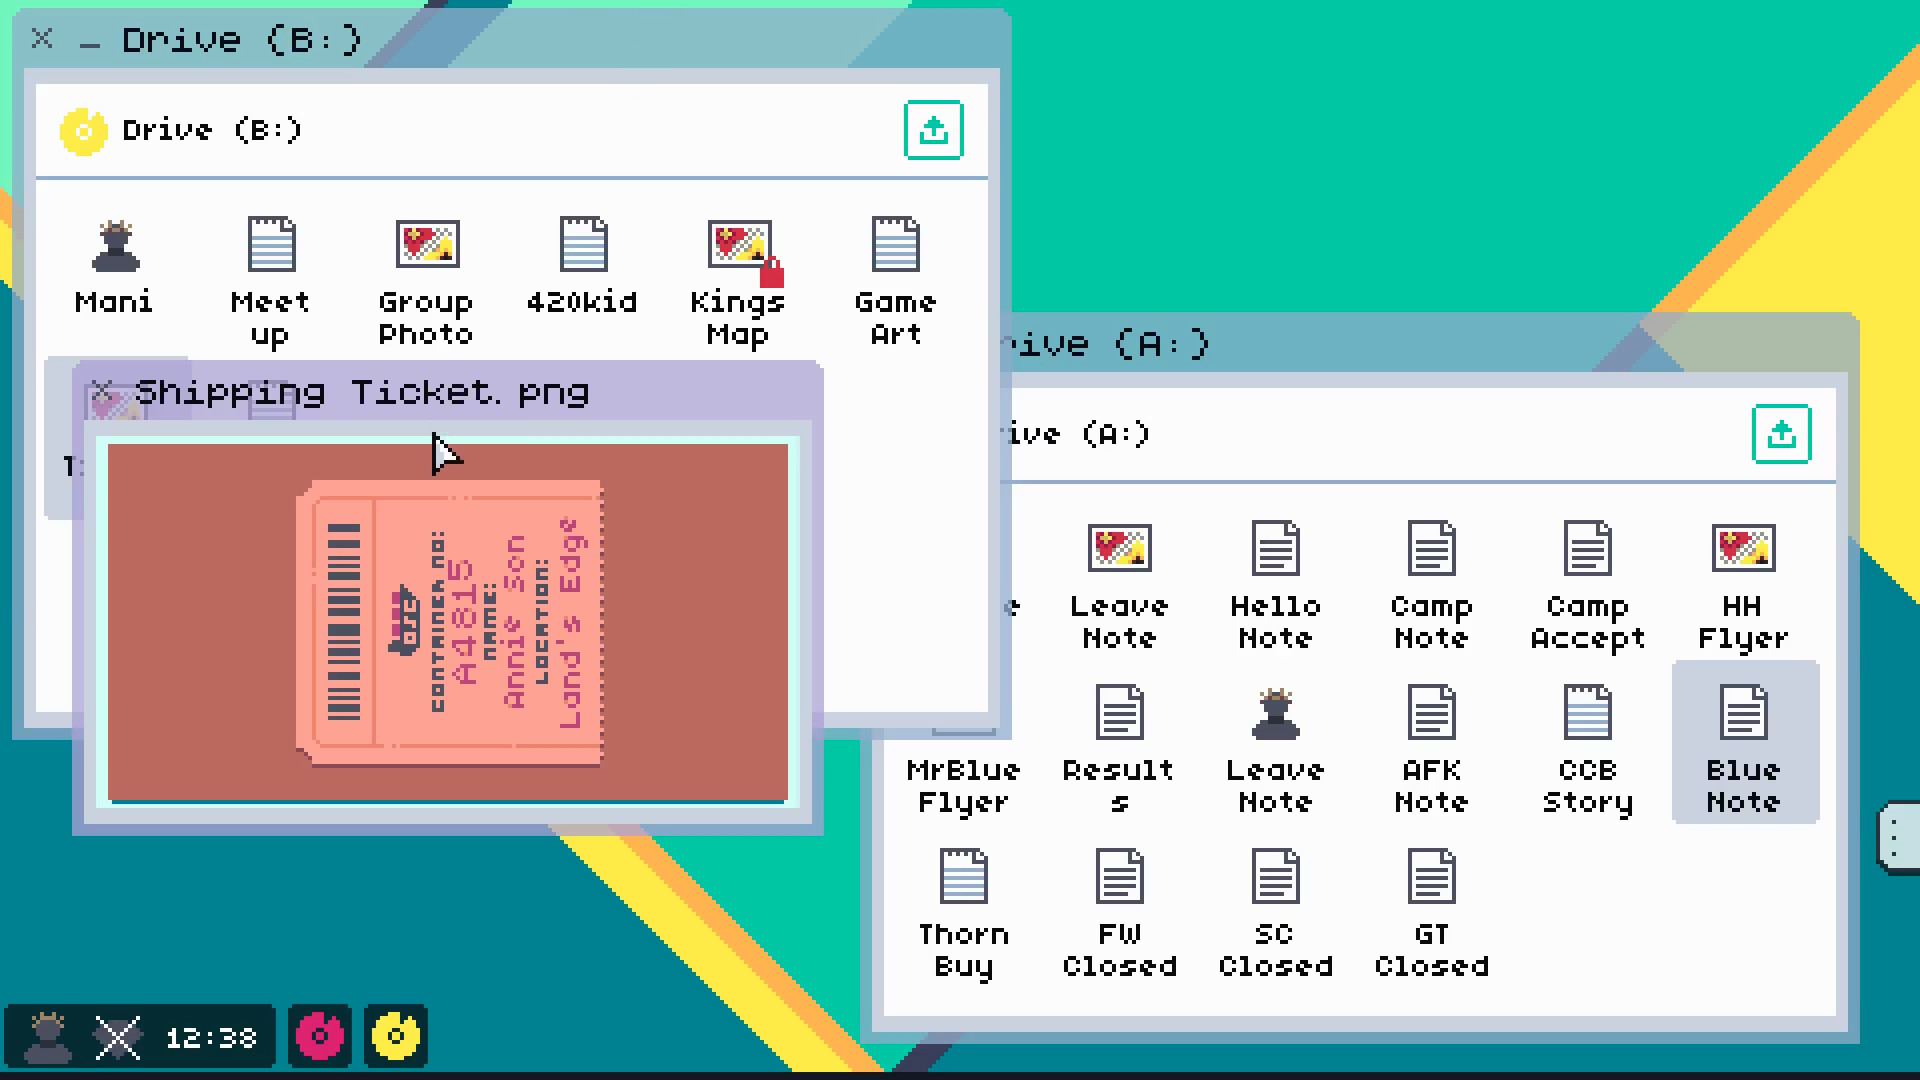 Drive (B:)
Drive (B:)
Mani
Meet
up
Group
Photo
420kid
Kings
Map
Game
Art
Shipping Ticket.png
CONTAINER NO:
A4815
NAME:
Annie Son
LOCATION:
Land's Edge
ive (A:)
ive (A:)
e
Leave
Note
Hello
Note
Camp
Note
Camp
Accept
HH
Flyer
MrBlue
Flyer
Result
s
Leave
Note
AFK
Note
CCB
Story
Blue
Note
Thorn
Buy
FW
Closed
SC
Closed
GT
Closed
12:38